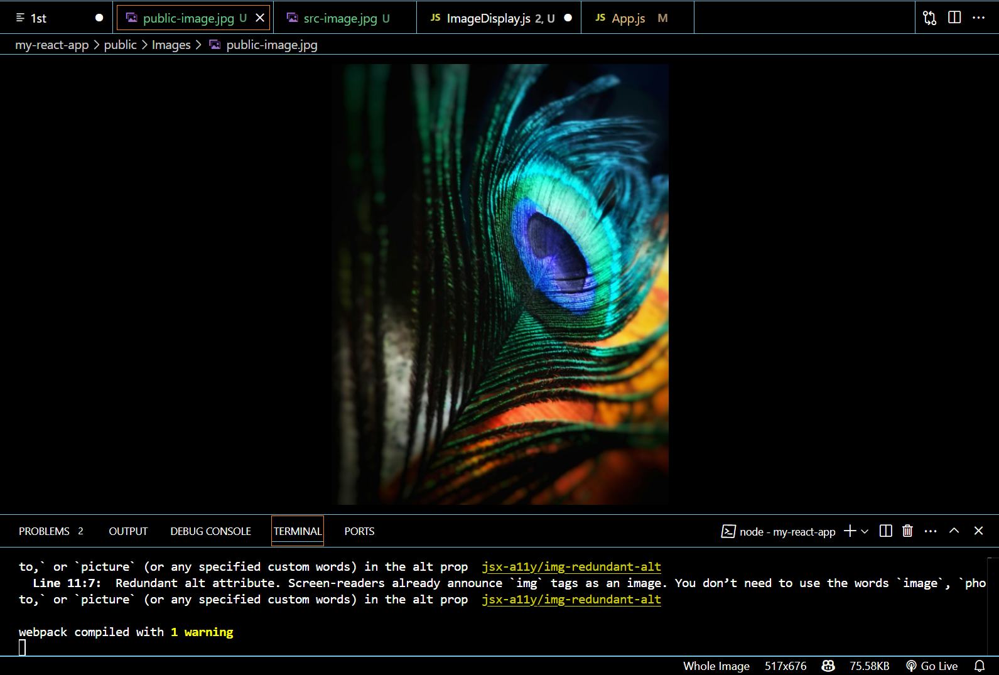 1st
public-image.jpg U
src-image.jpg U
JS ImageDisplay.js 2, U
JS App.js M
my-react-app > public > Images > public-image.jpg
PROBLEMS 2 OUTPUT DEBUG CONSOLE TERMINAL PORTS
node - my-react-app
to,` or `picture` (or any specified custom words) in the alt prop  jsx-a11y/img-redundant-alt
Line 11:7:  Redundant alt attribute. Screen-readers already announce `img` tags as an image. You don’t need to use the words `image`, `pho
to,` or `picture` (or any specified custom words) in the alt prop  jsx-a11y/img-redundant-alt
webpack compiled with 1 warning
Whole Image 517x676 75.58KB Go Live